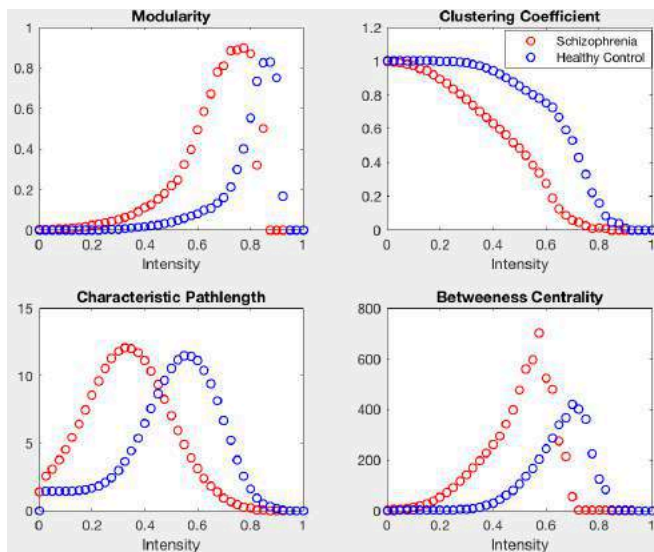 Modularity
1
0.8
0.6
0.4
0.2
0
0 0.2 0.4 0.6 0.8 1
Intensity
Clustering Coefficient
1.2
1
0.8
0.6
0.4
0.2
0
Schizophrenia
Healthy Control
0 0.2 0.4 0.6 0.8 1
Intensity
Characteristic Pathlength
15
10
5
0
0 0.2 0.4 0.6 0.8 1
Intensity
Betweeness Centrality
800
600
400
200
0
0 0.2 0.4 0.6 0.8 1
Intensity